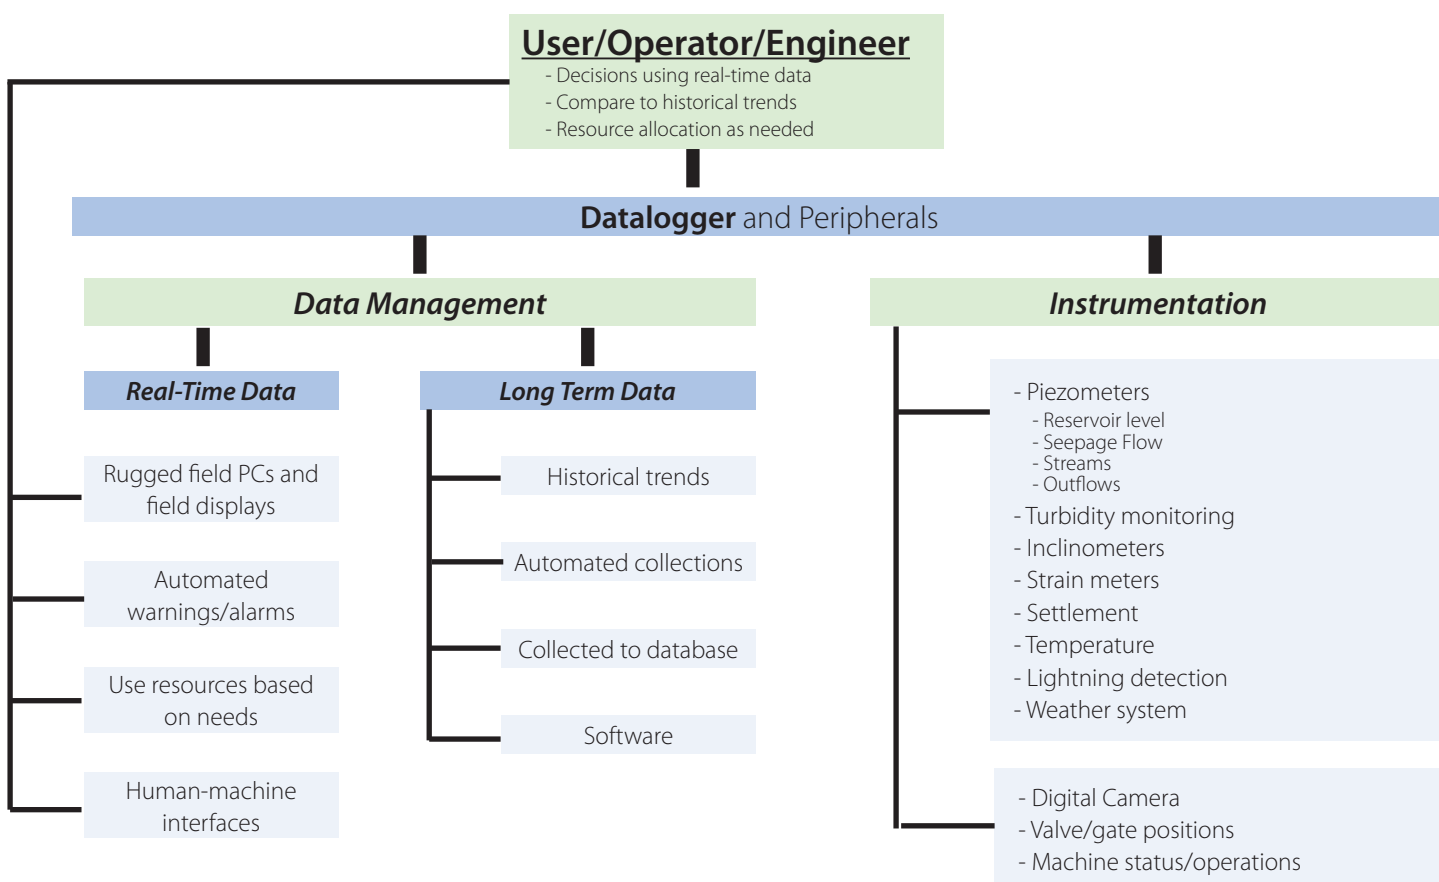 User/Operator/Engineer
- Decisions using real-time data
- Compare to historical trends
- Resource allocation as needed
Datalogger and Peripherals
Data Management
Real-Time Data
Rugged field PCs and
field displays
Automated
warnings/alarms
Use resources based
on needs
Human-machine
interfaces
Long Term Data
Historical trends
Automated collections
Collected to database
Software
Instrumentation
- Piezometers
- Reservoir level
- Seepage Flow
- Streams
- Outflows
- Turbidity monitoring
- Inclinometers
- Strain meters
- Settlement
- Temperature
- Lightning detection
- Weather system
- Digital Camera
- Valve/gate positions
- Machine status/operations